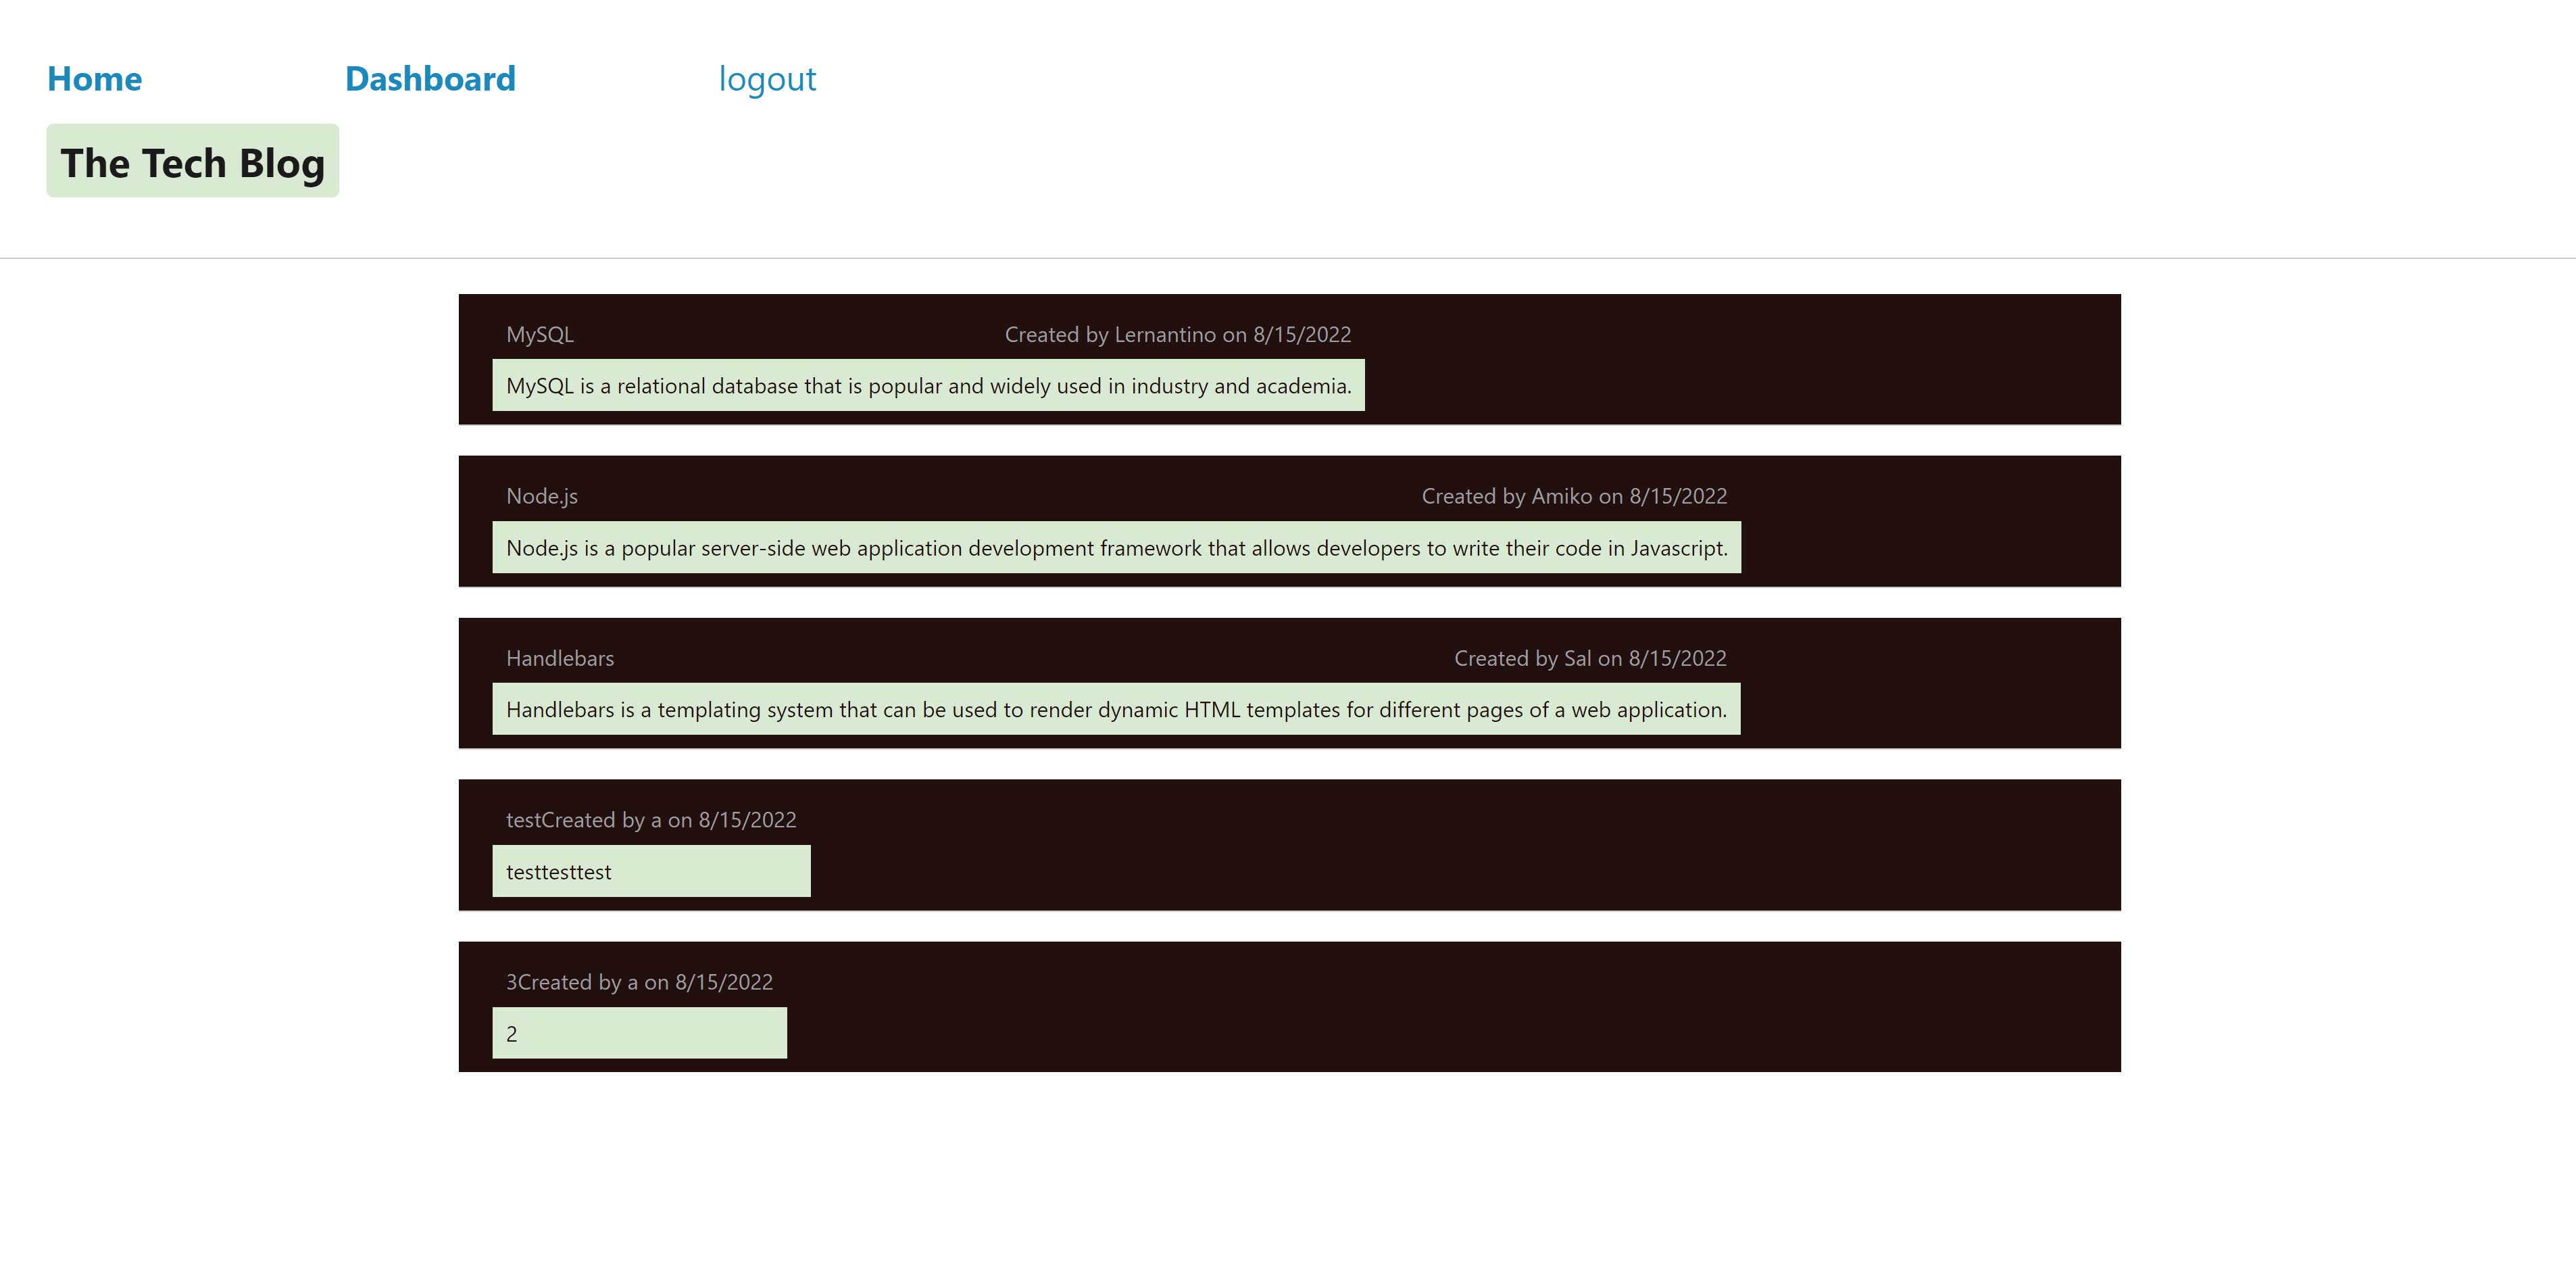 Home Dashboard logout
The Tech Blog
MySQL Created by Lernantino on 8/15/2022
MySQL is a relational database that is popular and widely used in industry and academia.
Node.js Created by Amiko on 8/15/2022
Node.js is a popular server-side web application development framework that allows developers to write their code in Javascript.
Handlebars Created by Sal on 8/15/2022
Handlebars is a templating system that can be used to render dynamic HTML templates for different pages of a web application.
testCreated by a on 8/15/2022
testtesttest
3Created by a on 8/15/2022
2